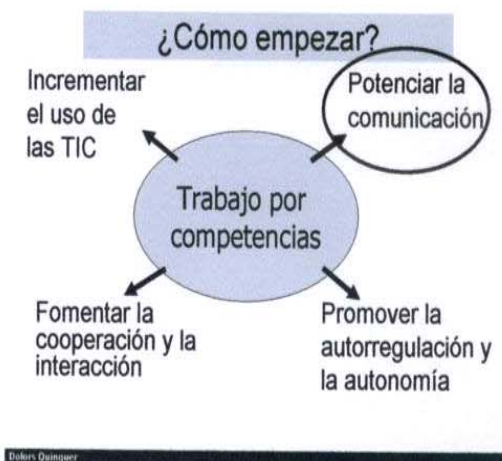 ¿Cómo empezar?
Incrementar
el uso de
las TIC
Potenciar la
comunicación
Trabajo por
competencias
Fomentar la
cooperación y la
interacción
Promover la
autorregulación y
la autonomía
Dolors Quinquer